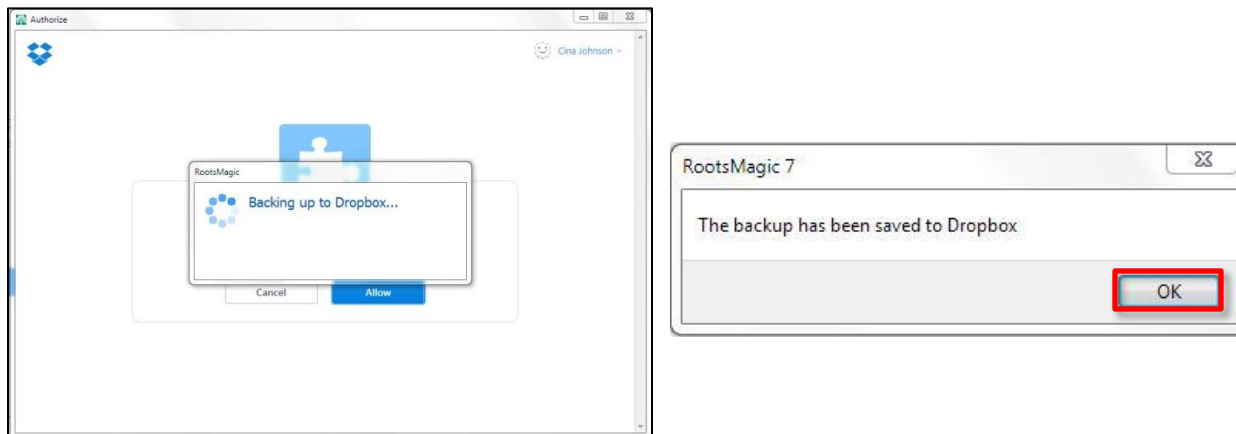 Authorize
Cina Johnson
RootsMagic
Backing up to Dropbox...
Cancel
Allow
RootsMagic 7
The backup has been saved to Dropbox
OK